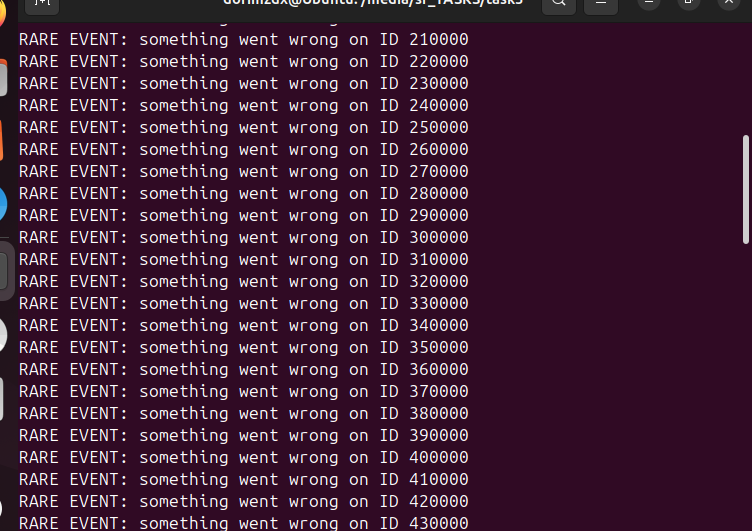 RARE EVENT: something went wrong on ID 210000
RARE EVENT: something went wrong on ID 220000
RARE EVENT: something went wrong on ID 230000
RARE EVENT: something went wrong on ID 240000
RARE EVENT: something went wrong on ID 250000
RARE EVENT: something went wrong on ID 260000
RARE EVENT: something went wrong on ID 270000
RARE EVENT: something went wrong on ID 280000
RARE EVENT: something went wrong on ID 290000
RARE EVENT: something went wrong on ID 300000
RARE EVENT: something went wrong on ID 310000
RARE EVENT: something went wrong on ID 320000
RARE EVENT: something went wrong on ID 330000
RARE EVENT: something went wrong on ID 340000
RARE EVENT: something went wrong on ID 350000
RARE EVENT: something went wrong on ID 360000
RARE EVENT: something went wrong on ID 370000
RARE EVENT: something went wrong on ID 380000
RARE EVENT: something went wrong on ID 390000
RARE EVENT: something went wrong on ID 400000
RARE EVENT: something went wrong on ID 410000
RARE EVENT: something went wrong on ID 420000
RARE EVENT: something went wrong on ID 430000